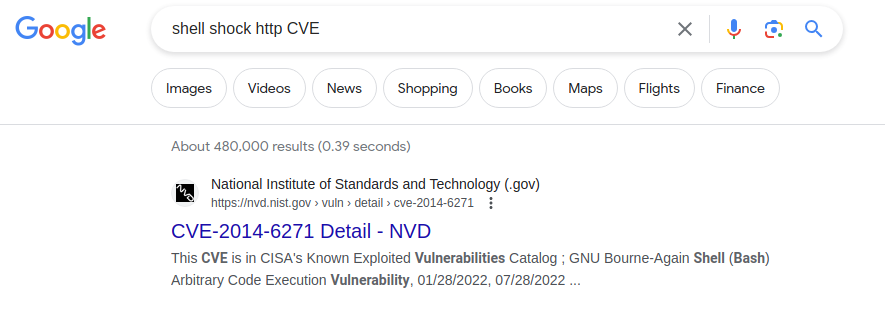 Google
shell shock http CVE
Images Videos News Shopping Books Maps Flights Finance
About 480,000 results (0.39 seconds)
National Institute of Standards and Technology (.gov)
https://nvd.nist.gov › vuln › detail › cve-2014-6271
CVE-2014-6271 Detail - NVD
This CVE is in CISA's Known Exploited Vulnerabilities Catalog ; GNU Bourne-Again Shell (Bash)
Arbitrary Code Execution Vulnerability, 01/28/2022, 07/28/2022 ...